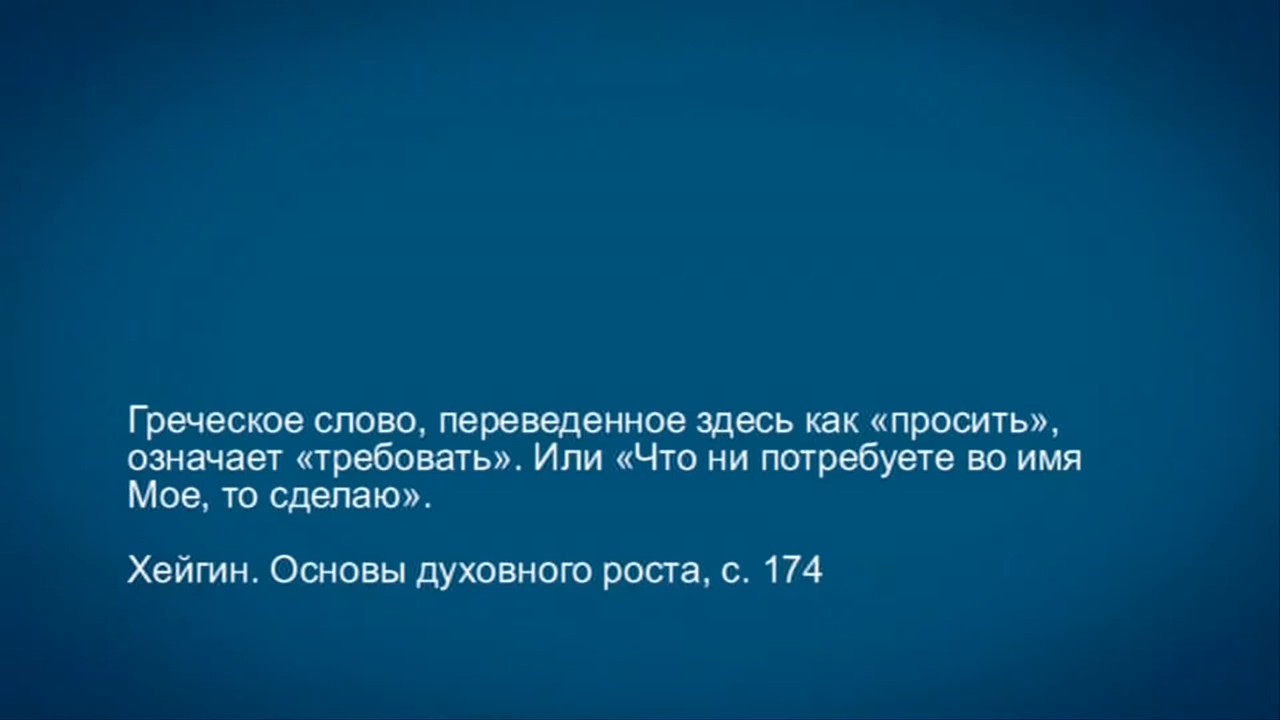 Греческое слово, переведенное здесь как «просить»,
означает «требовать». Или «Что ни потребуете во имя
Мое, то сделаю».
Хейгин. Основы духовного роста, с. 174